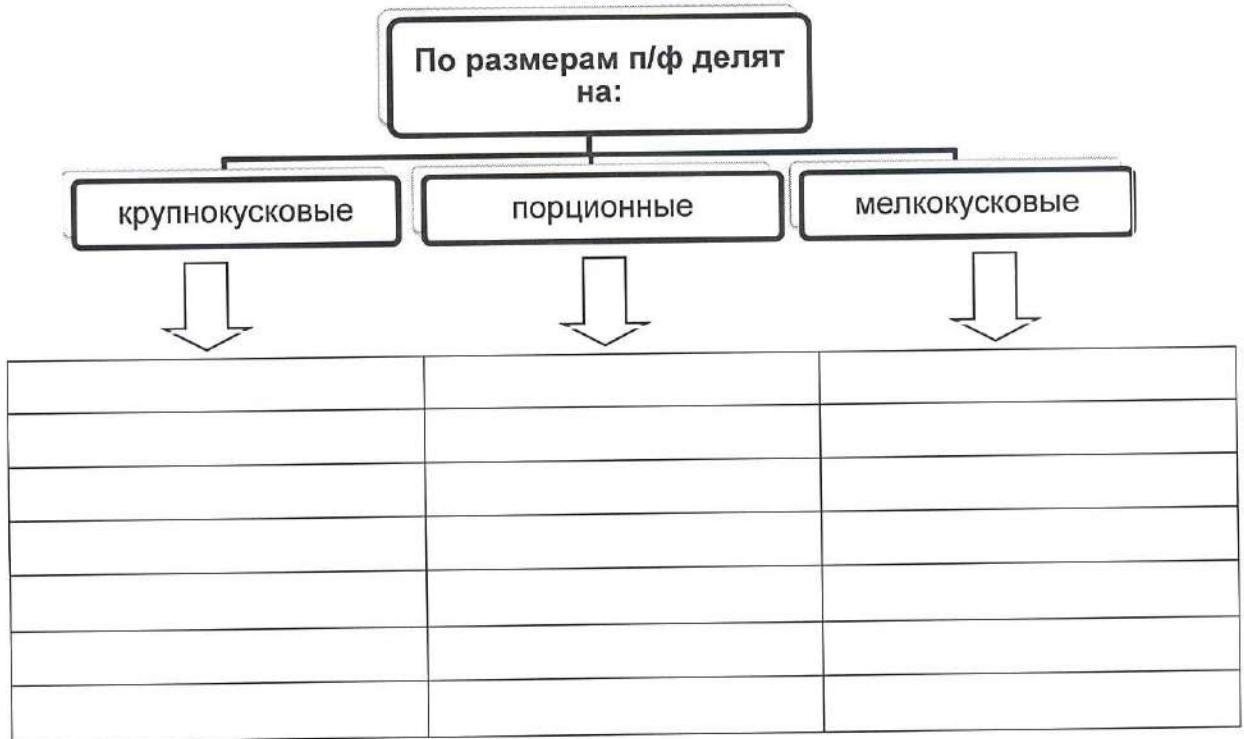 По размерам п/ф делят
на:
крупнокусковые
порционные
мелкокусковые